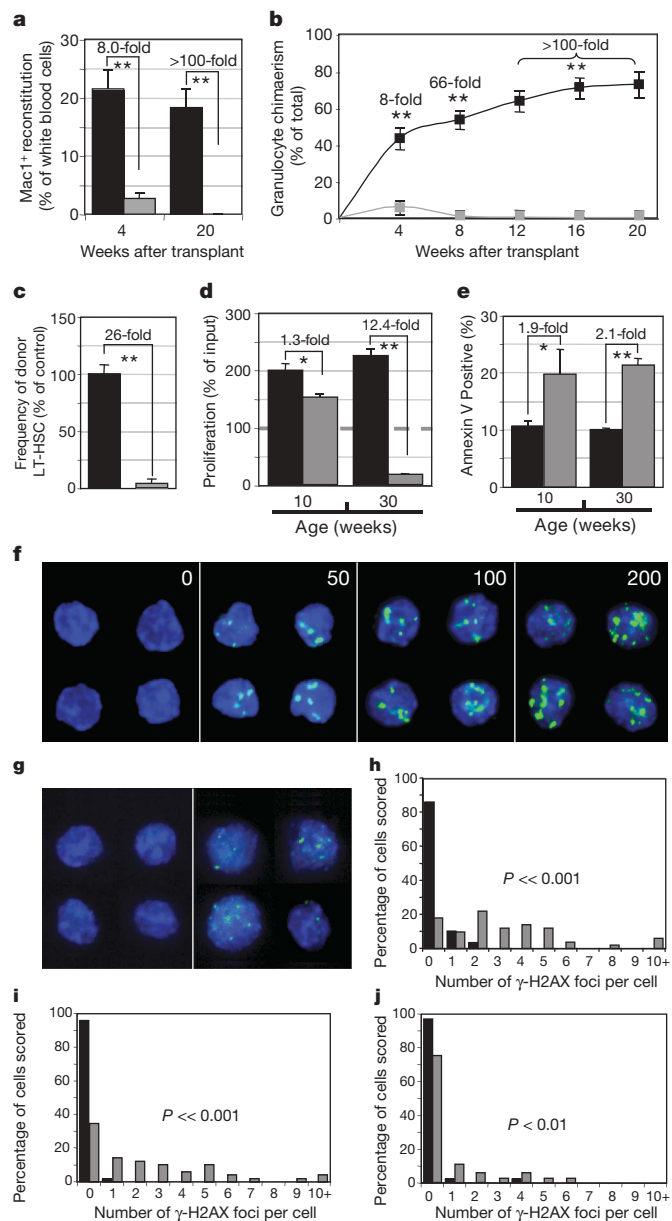 a
8.0-fold
**
>100-fold
**
30
25
20
15
10
5
0
Mac1+ reconstitution
(% of white blood cells)
4
20
Weeks after transplant
b
>100-fold
**
66-fold
**
8-fold
**
100
80
60
40
20
0
Granulocyte chimaerism
(% of total)
4
8
12
16
20
Weeks after transplant
c
26-fold
**
150
125
100
75
50
25
0
Frequency of donor
LT-HSC (% of control)
d
1.3-fold
*
12.4-fold
**
300
200
100
0
Proliferation (% of input)
10
30
Age (weeks)
e
1.9-fold
*
2.1-fold
**
30
20
10
0
Annexin V Positive (%)
10
30
Age (weeks)
f
0
50
100
200
g
h
100
80
60
40
20
0
Percentage of cells scored
P << 0.001
0 1 2 3 4 5 6 7 8 9 10+
Number of γ-H2AX foci per cell
i
100
80
60
40
20
0
Percentage of cells scored
P << 0.001
0 1 2 3 4 5 6 7 8 9 10+
Number of γ-H2AX foci per cell
j
100
80
60
40
20
0
Percentage of cells scored
P < 0.01
0 1 2 3 4 5 6 7 8 9 10+
Number of γ-H2AX foci per cell